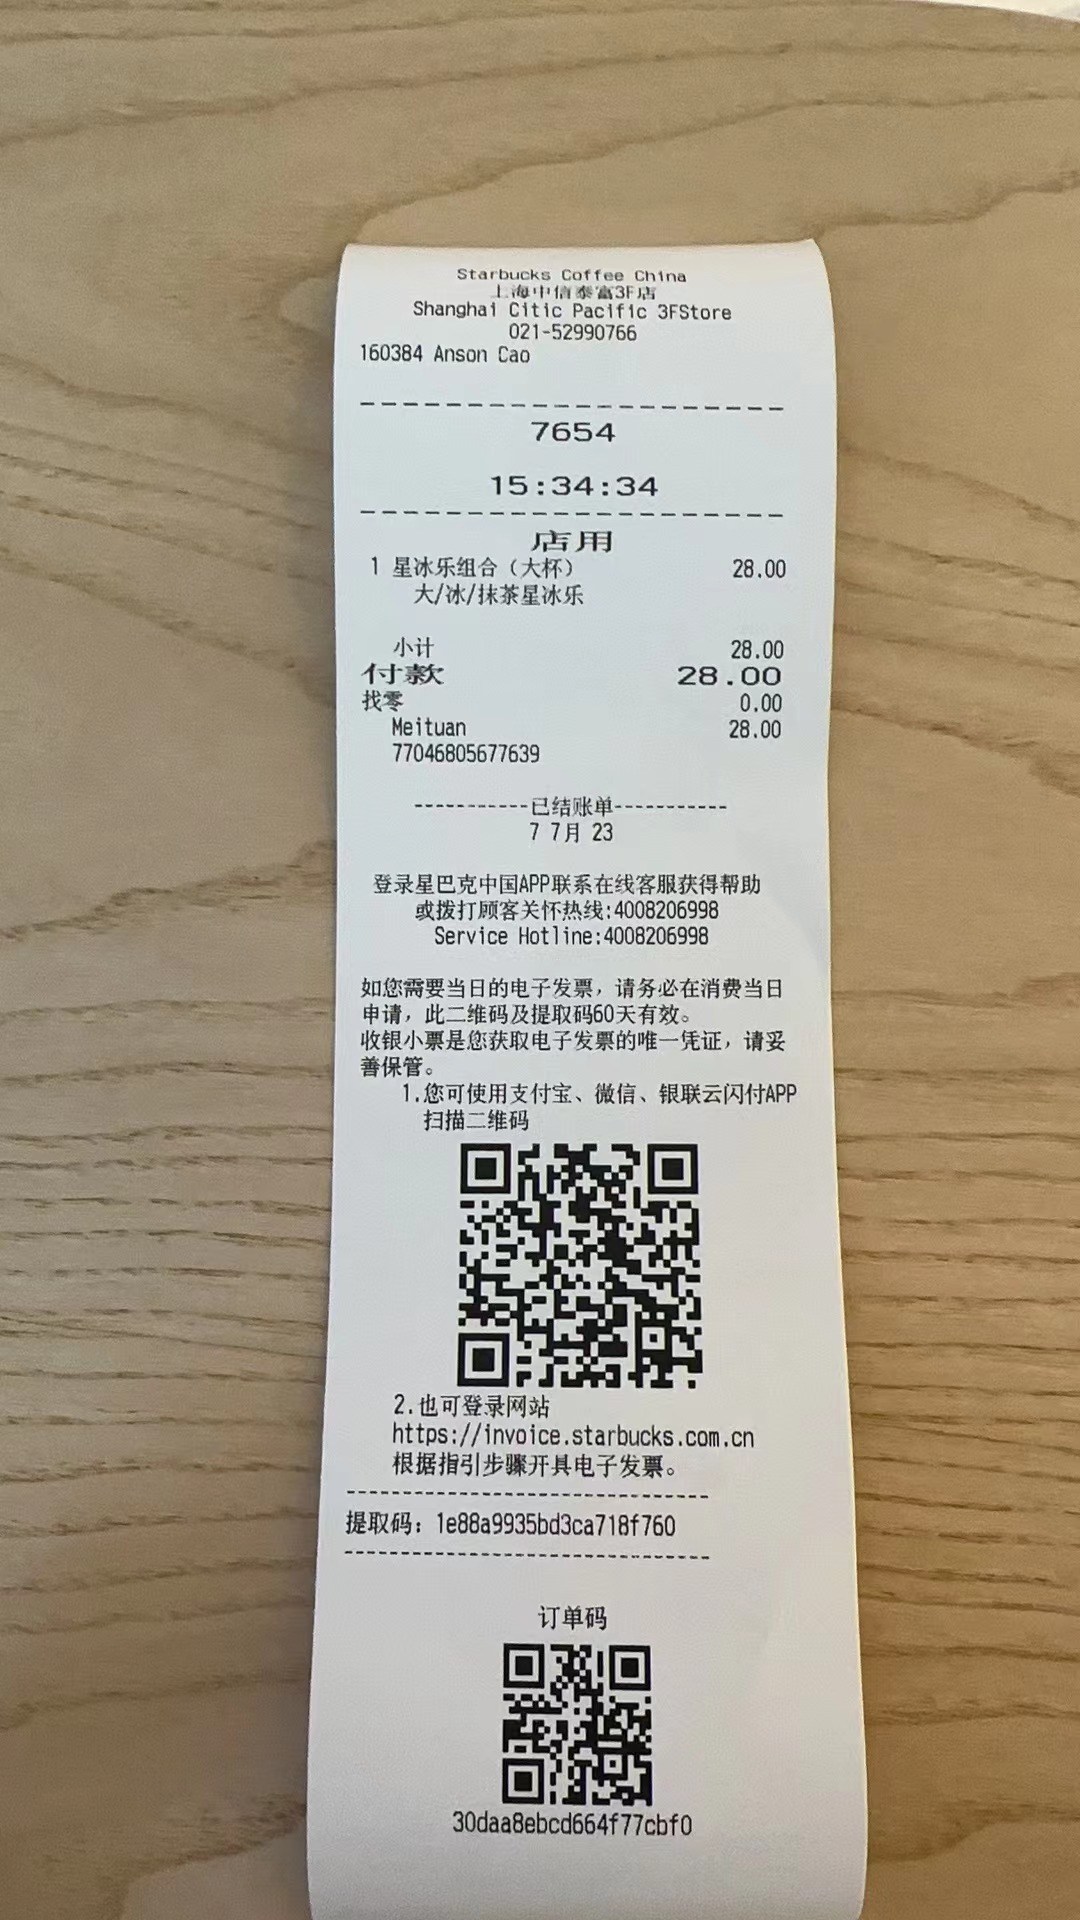 Starbucks Coffee China
上海中信泰富3F店
Shanghai Citic Pacific 3FStore
021-52990766
160384 Anson Cao
7654
15:34:34
店用
1 星冰乐组合（大杯） 28.00
大/冰/抹茶星冰乐
小计 28.00
付款 28.00
找零 0.00
Meituan 28.00
77046805677639
-----------已结账单-----------
7 7月 23
登录星巴克中国APP联系在线客服获得帮助
或拨打顾客关怀热线:4008206998
Service Hotline:4008206998
如您需要当日的电子发票，请务必在消费当日
申请，此二维码及提取码60天有效。
收银小票是您获取电子发票的唯一凭证，请妥
善保管。
1.您可使用支付宝、微信、银联云闪付APP
扫描二维码
2.也可登录网站
https://invoice.starbucks.com.cn
根据指引步骤开具电子发票。
提取码：1e88a9935bd3ca718f760
订单码
30daa8ebcd664f77cbf0